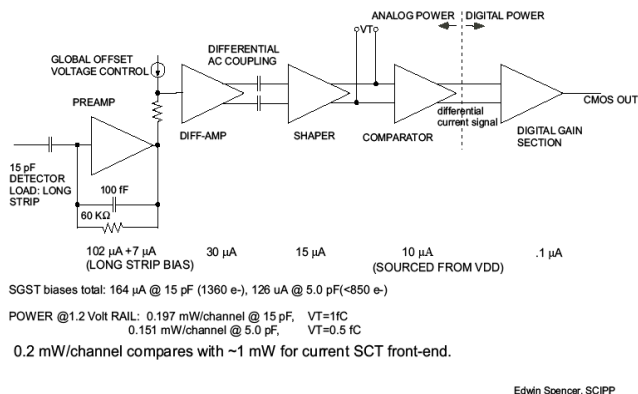 ANALOG POWER
DIGITAL POWER
VT
DIFFERENTIAL
AC COUPLING
GLOBAL OFFSET
VOLTAGE CONTROL
PREAMP
CMOS OUT
differential
current signal
DIFF-AMP
SHAPER
COMPARATOR
DIGITAL GAIN
SECTION
15 pF
DETECTOR
LOAD: LONG
STRIP
100 fF
60 KΩ
102 µA +7 µA
(LONG STRIP BIAS)
30 µA
15 µA
10 µA
(SOURCED FROM VDD)
.1 µA
SGST biases total: 164 µA @ 15 pF (1360 e-), 126 uA @ 5.0 pF(<850 e-)
POWER @1.2 Volt RAIL: 0.197 mW/channel @ 15 pF, VT=1fC
0.151 mW/channel @ 5.0 pF, VT=0.5 fC
0.2 mW/channel compares with ~1 mW for current SCT front-end.
Edwin Spencer, SCIPP